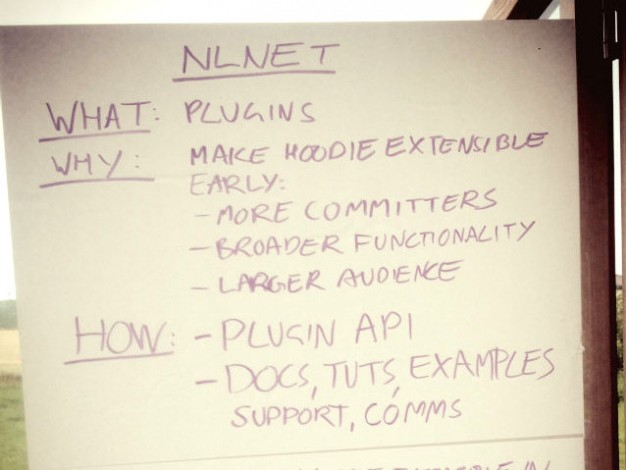 NLNET
WHAT: PLUGINS
WHY: MAKE HOODIE EXTENSIBLE
EARLY:
- MORE COMMITTERS
- BROADER FUNCTIONALITY
- LARGER AUDIENCE
HOW: - PLUGIN API
- DOCS, TUTS, EXAMPLES
SUPPORT, COMMS